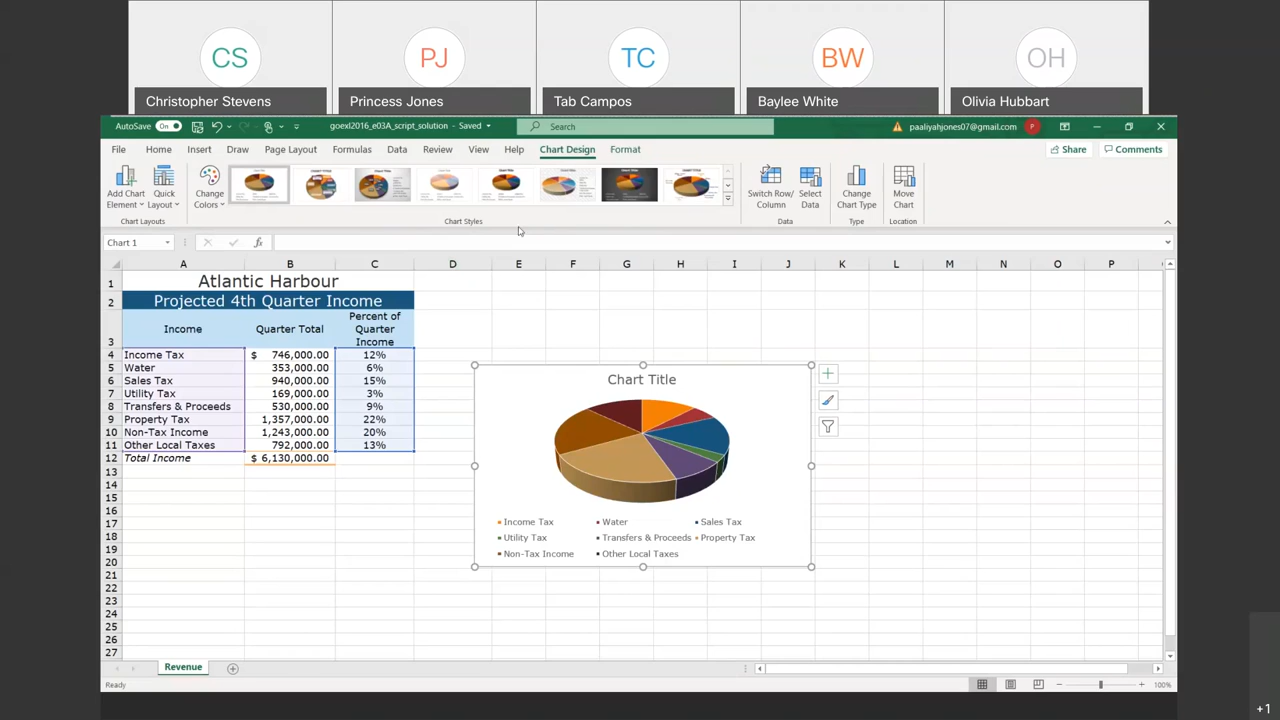 CS PJ TC BW OH
Christopher Stevens Princess Jones Tab Campos Baylee White Olivia Hubbart
AutoSave On goexl2016_e03A_script_solution - Saved Search paaliyahjones07@gmail.com P
File Home Insert Draw Page Layout Formulas Data Review View Help Chart Design Format Share Comments
Add Chart Quick Change Switch Row/ Select Change Move
Element Layout Colors Column Data Chart Type Chart
Chart Layouts Chart Styles Data Type Location
Chart 1 fx
A B C D E F G H I J K L M N O P
1 Atlantic Harbour
2 Projected 4th Quarter Income
Percent of
Income Quarter Total Quarter
3 Income
4 Income Tax $ 746,000.00 12%
5 Water 353,000.00 6%
6 Sales Tax 940,000.00 15%
7 Utility Tax 169,000.00 3%
8 Transfers & Proceeds 530,000.00 9%
9 Property Tax 1,357,000.00 22%
10 Non-Tax Income 1,243,000.00 20%
11 Other Local Taxes 792,000.00 13%
12 Total Income $ 6,130,000.00
13
14
15
16
17
18
19
20
21
22
23
24
25
26
27
Chart Title
Income Tax Water Sales Tax
Utility Tax Transfers & Proceeds Property Tax
Non-Tax Income Other Local Taxes
Revenue
Ready 100%
+1